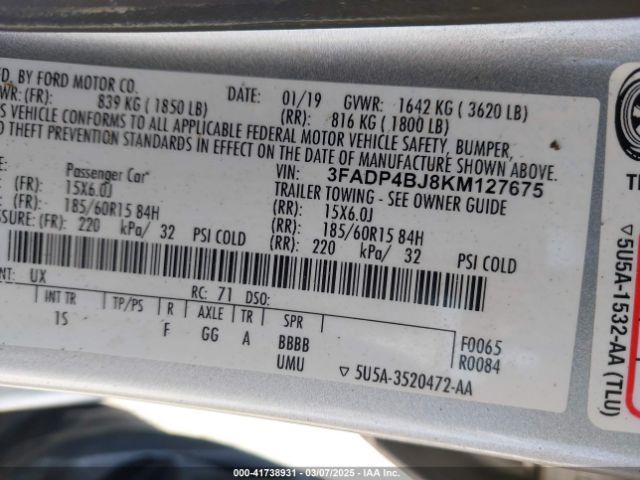 FD. BY FORD MOTOR CO.
DATE: 01/19 GVWR: 1642 KG ( 3620 LB)
WR: (FR): 839 KG ( 1850 LB) (RR): 816 KG ( 1800 LB)
S VEHICLE CONFORMS TO ALL APPLICABLE FEDERAL MOTOR VEHICLE SAFETY, BUMPER,
D THEFT PREVENTION STANDARDS IN EFFECT ON THE DATE OF MANUFACTURE SHOWN ABOVE.
VIN: 3FADP4BJ8KM127675
E: Passenger Car* TRAILER TOWING - SEE OWNER GUIDE
(FR): 15X6.0J (RR): 15X6.0J
(FR): 185/60R15 84H (RR): 185/60R15 84H
SSURE: (FR): 220 kPa/ 32 PSI COLD (RR): 220 kPa/ 32 PSI COLD
NT: UX RC: 71 DSO:
INT TR TP/PS R AXLE TR SPR
15 F GG A BBBB
UMU
F0065
R0084
▽ 5U5A-3520472-AA
▽ 5U5A-1532-AA (TLU)
000-41738931 - 03/07/2025 - IAA Inc.